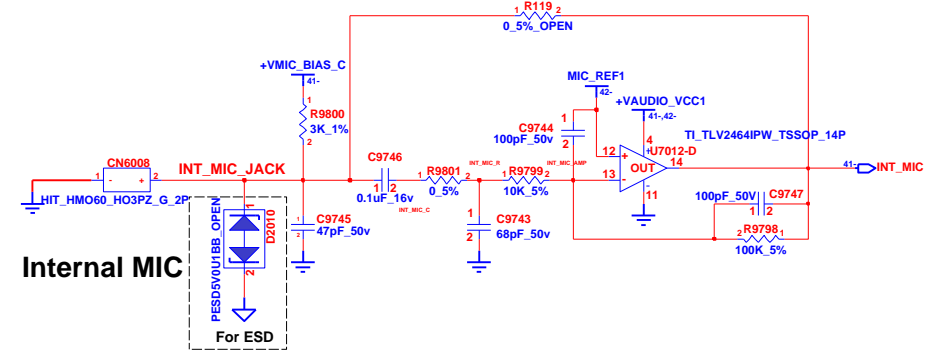 R119
1 2
0_5%_OPEN
+VMIC_BIAS_C
41-
MIC_REF1
42-
+VAUDIO_VCC1
41-,42-
1
R9800
3K_1%
2
C9744
100pF_50v
1
2
4
TI_TLV2464IPW_TSSOP_14P
+U7012-D
12 +
OUT
14
13 -
-
11
CN6008
1 - + 2
HIT_HMO60_HO3PZ_G_2P
INT_MIC_JACK
C9746
1 2
0.1uF_16v
INT_MIC_C
R9801
1 2
0_5%
INT_MIC_R
R9799
1 2
10K_5%
INT_MIC_AMP
41-
INT_MIC
1
D2010
2
PESD5V0U1BB_OPEN
1
C9745
2
47pF_50v
1
C9743
2
68pF_50v
100pF_50V
C9747
1 2
R9798
2 1
100K_5%
Internal MIC
For ESD